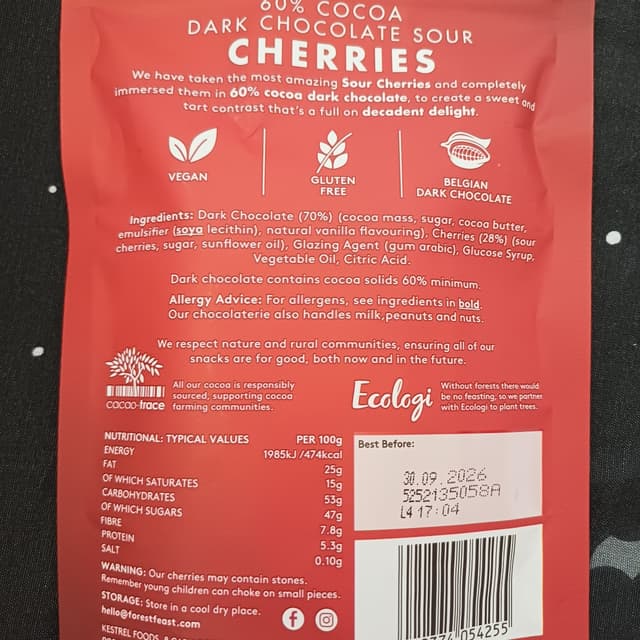 60% COCOA
DARK CHOCOLATE SOUR
CHERRIES
We have taken the most amazing Sour Cherries and completely
immersed them in 60% cocoa dark chocolate, to create a sweet and
tart contrast that's a full on decadent delight.
VEGAN
GLUTEN
FREE
BELGIAN
DARK CHOCOLATE
Ingredients: Dark Chocolate (70%) (cocoa mass, sugar, cocoa butter,
emulsifier (soya lecithin), natural vanilla flavouring), Cherries (28%) (sour
cherries, sugar, sunflower oil), Glazing Agent (gum arabic), Glucose Syrup,
Vegetable Oil, Citric Acid.
Dark chocolate contains cocoa solids 60% minimum.
Allergy Advice: For allergens, see ingredients in bold.
Our chocolaterie also handles milk,peanuts and nuts.
We respect nature and rural communities, ensuring all of our
snacks are for good, both now and in the future.
cacao-trace
All our cocoa is responsibly
sourced, supporting cocoa
farming communities.
Ecologi
Without forests there would
be no feasting, so we partner
with Ecologi to plant trees.
NUTRITIONAL: TYPICAL VALUES PER 100g
ENERGY 1985kJ /474kcal
FAT 25g
OF WHICH SATURATES 15g
CARBOHYDRATES 53g
OF WHICH SUGARS 47g
FIBRE 7.8g
PROTEIN 5.3g
SALT 0.10g
WARNING: Our cherries may contain stones.
Remember young children can choke on small pieces.
STORAGE: Store in a cool dry place.
hello@forestfeast.com
KESTREL FOODS,
Best Before:
30.09.2026
5252135058A
L4 17:04
054255